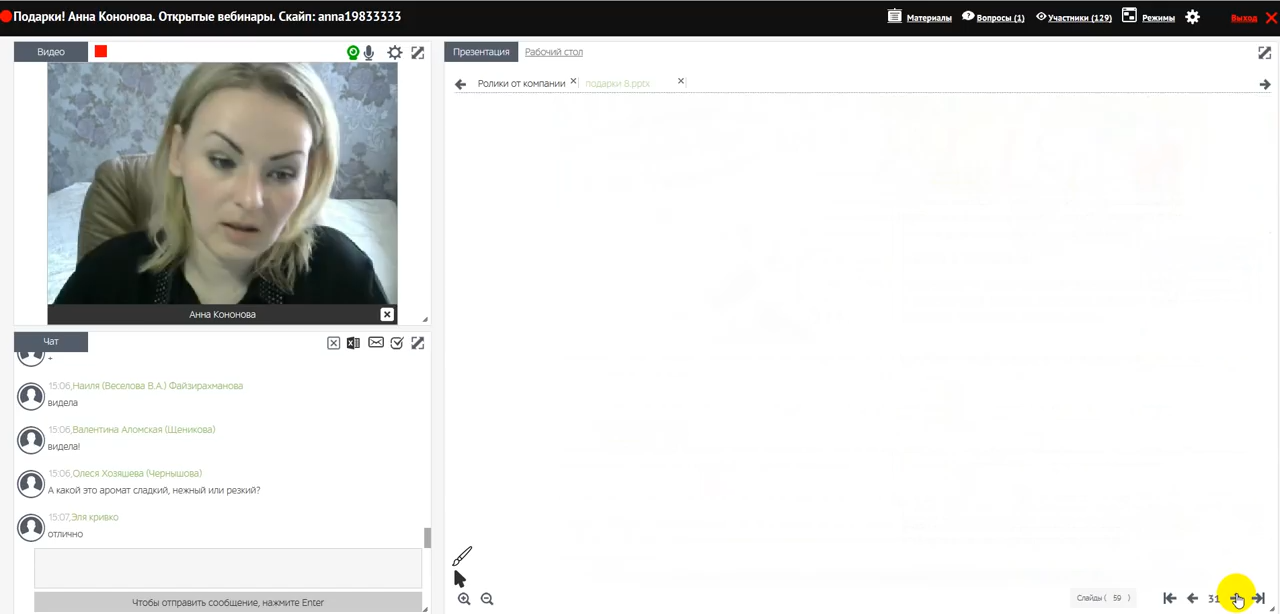 Подарки! Анна Кононова. Открытые вебинары. Скайп: anna19833333
Материалы Вопросы (1) Участники (129) Режимы Выход
Видео
Презентация Рабочий стол
Ролики от компании подарки 8.pptx
Анна Кононова
Чат
+
15:06,Наиля (Веселова В.А.) Файзирахманова
видела
15:06,Валентина Аломская (Щеникова)
видела!
15:06,Олеся Хозяшева (Чернышова)
А какой это аромат сладкий, нежный или резкий?
15:07,Эля кривко
отлично
Чтобы отправить сообщение, нажмите Enter
Слайды ( 59 ) 31